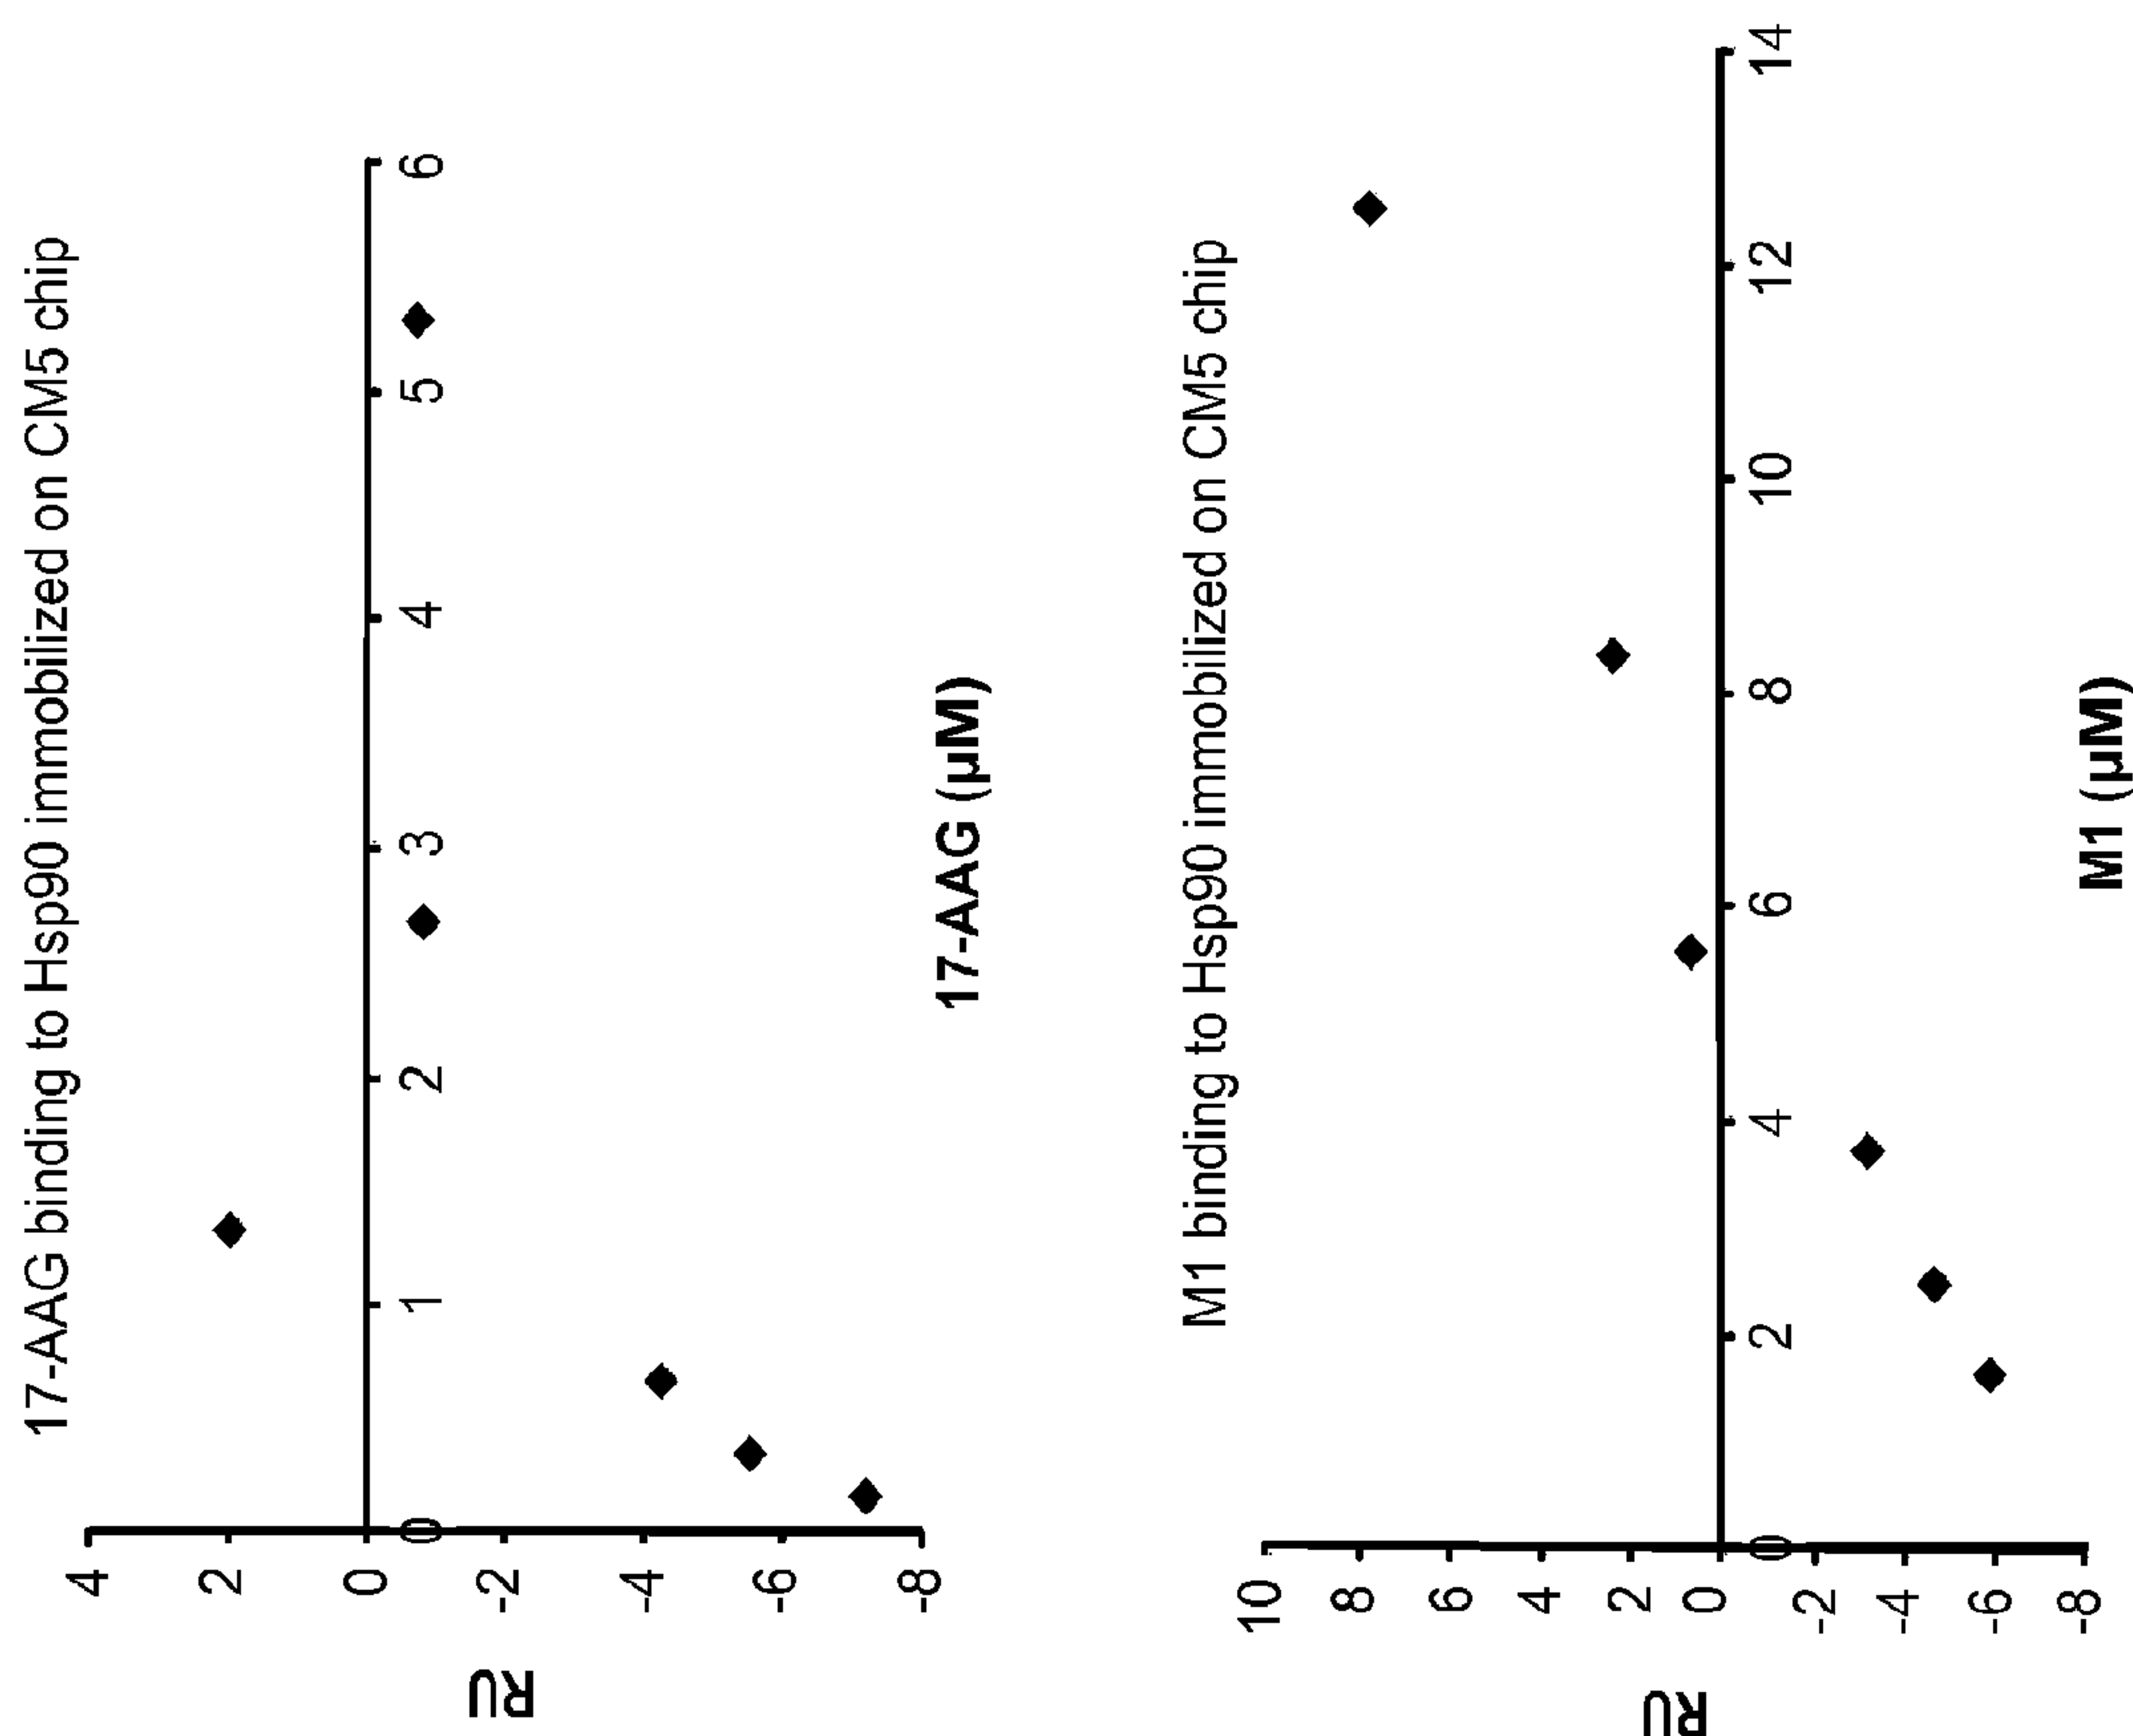 17-AAG binding to Hsp90 immobilized on CM5 chip
4
2
0
-2
-4
-6
-8
RU
0 1 2 3 4 5 6
17-AAG (µM)
M1 binding to Hsp90 immobilized on CM5 chip
10
8
6
4
2
0
-2
-4
-6
-8
RU
0 2 4 6 8 10 12 14
M1 (µM)